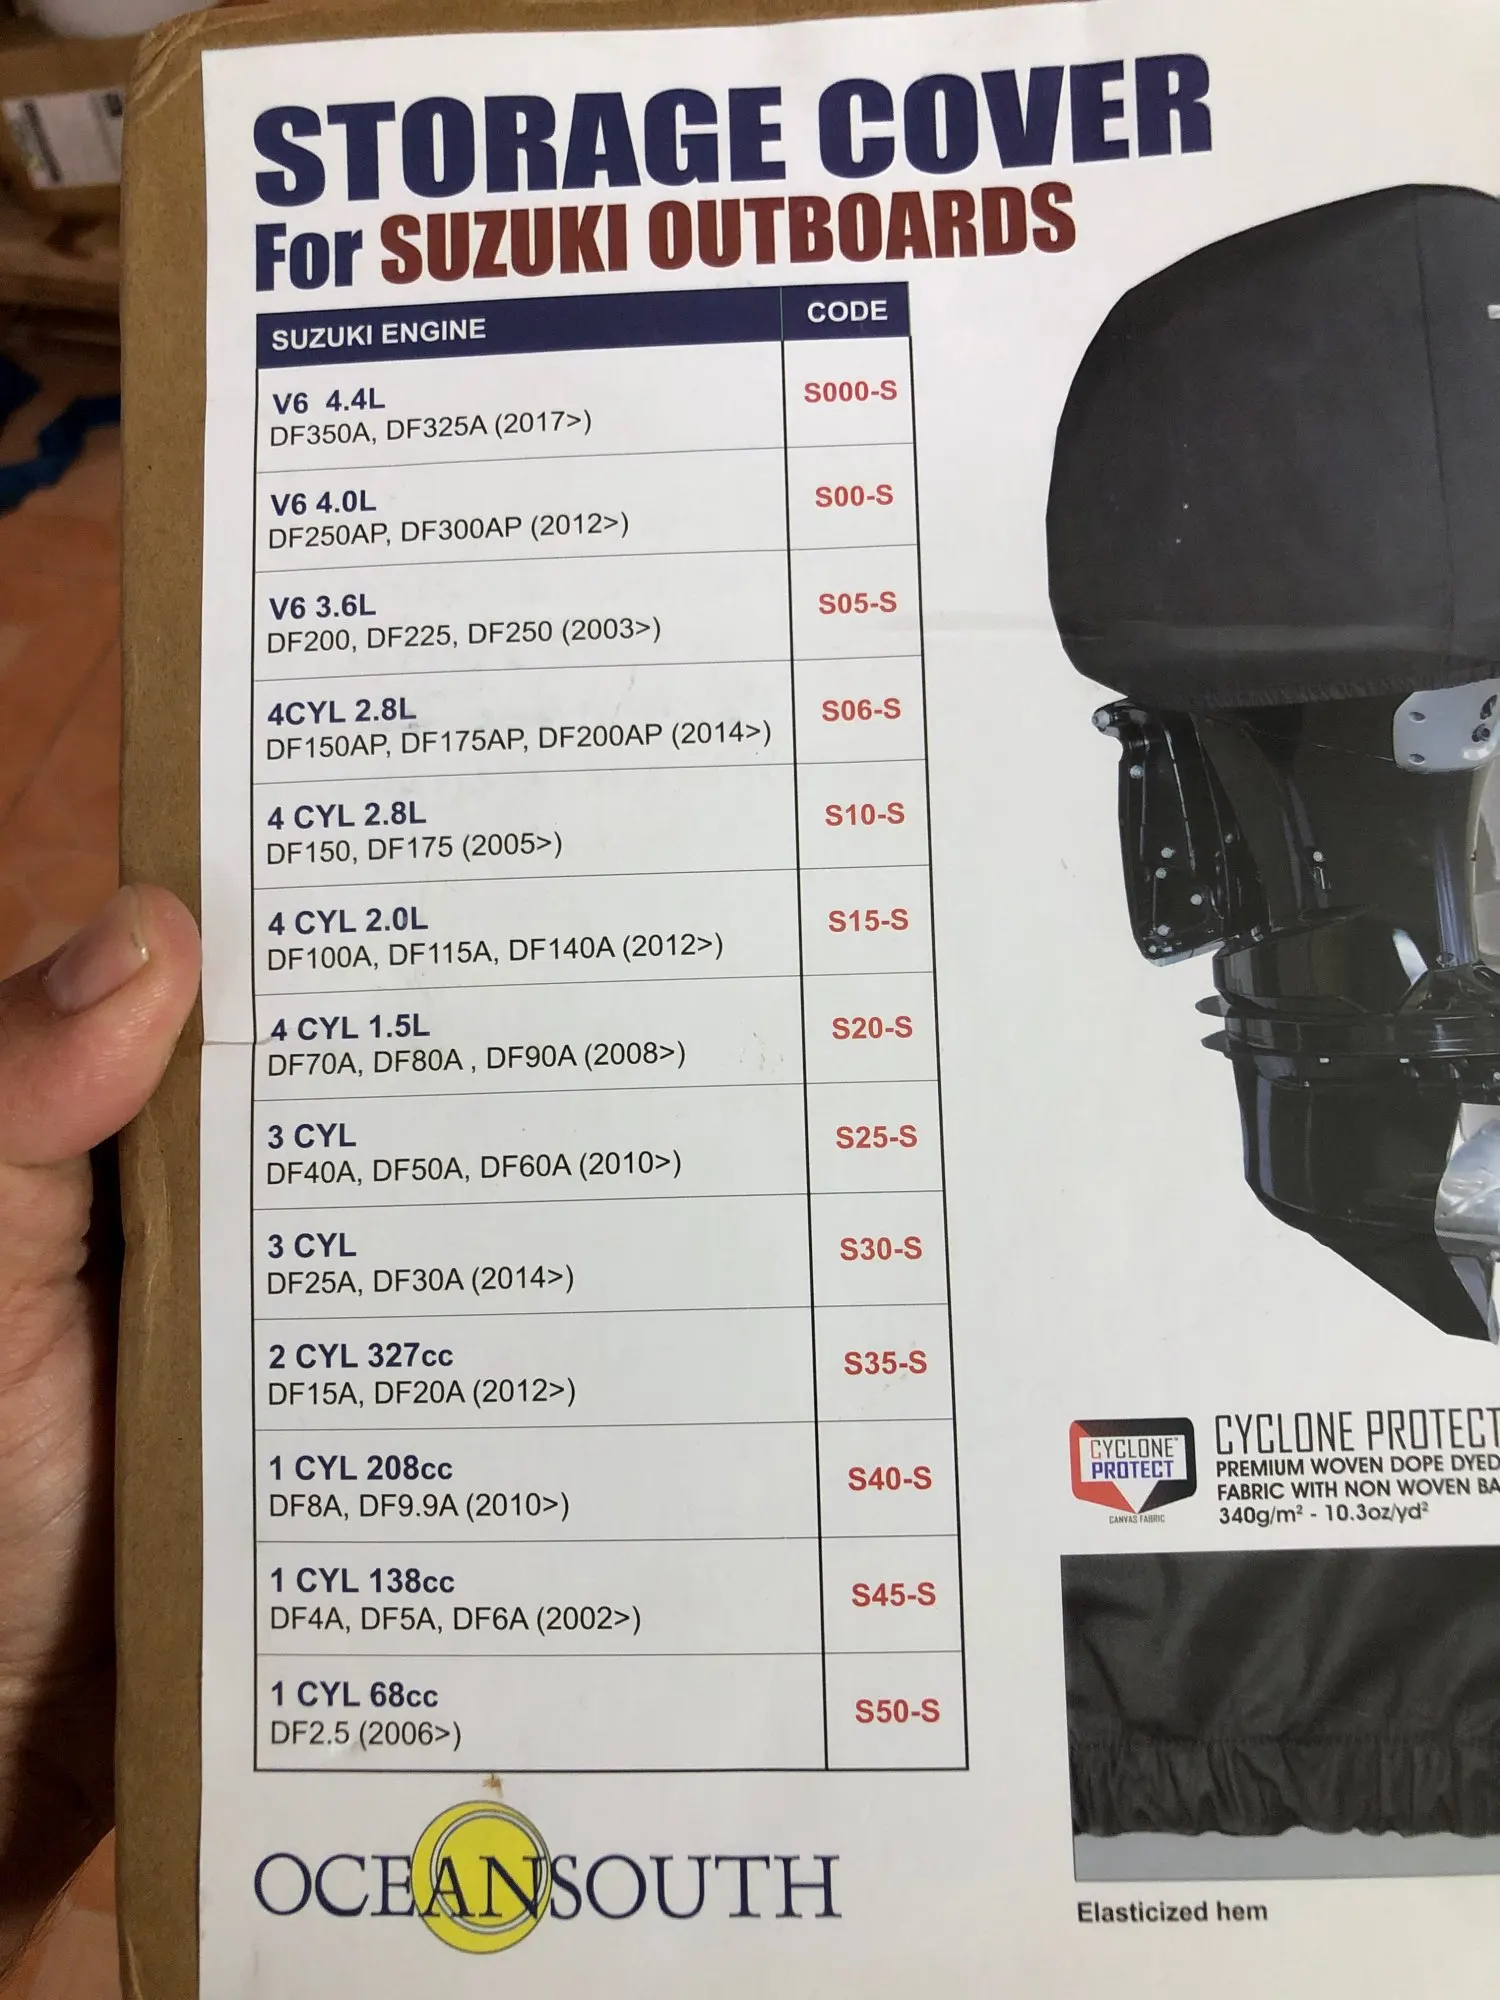 STORAGE COVER
For SUZUKI OUTBOARDS
SUZUKI ENGINE CODE
V6 4.4L
DF350A, DF325A (2017>)
S000-S
V6 4.0L
DF250AP, DF300AP (2012>)
S00-S
V6 3.6L
DF200, DF225, DF250 (2003>)
S05-S
4CYL 2.8L
DF150AP, DF175AP, DF200AP (2014>)
S06-S
4 CYL 2.8L
DF150, DF175 (2005>)
S10-S
4 CYL 2.0L
DF100A, DF115A, DF140A (2012>)
S15-S
4 CYL 1.5L
DF70A, DF80A , DF90A (2008>)
S20-S
3 CYL
DF40A, DF50A, DF60A (2010>)
S25-S
3 CYL
DF25A, DF30A (2014>)
S30-S
2 CYL 327cc
DF15A, DF20A (2012>)
S35-S
1 CYL 208cc
DF8A, DF9.9A (2010>)
S40-S
1 CYL 138cc
DF4A, DF5A, DF6A (2002>)
S45-S
1 CYL 68cc
DF2.5 (2006>)
S50-S
OCEANSOUTH
CYCLONE™
PROTECT
CANVAS FABRIC
CYCLONE PROTECT
PREMIUM WOVEN DOPE DYED
FABRIC WITH NON WOVEN BA
340g/m² - 10.3oz/yd²
Elasticized hem